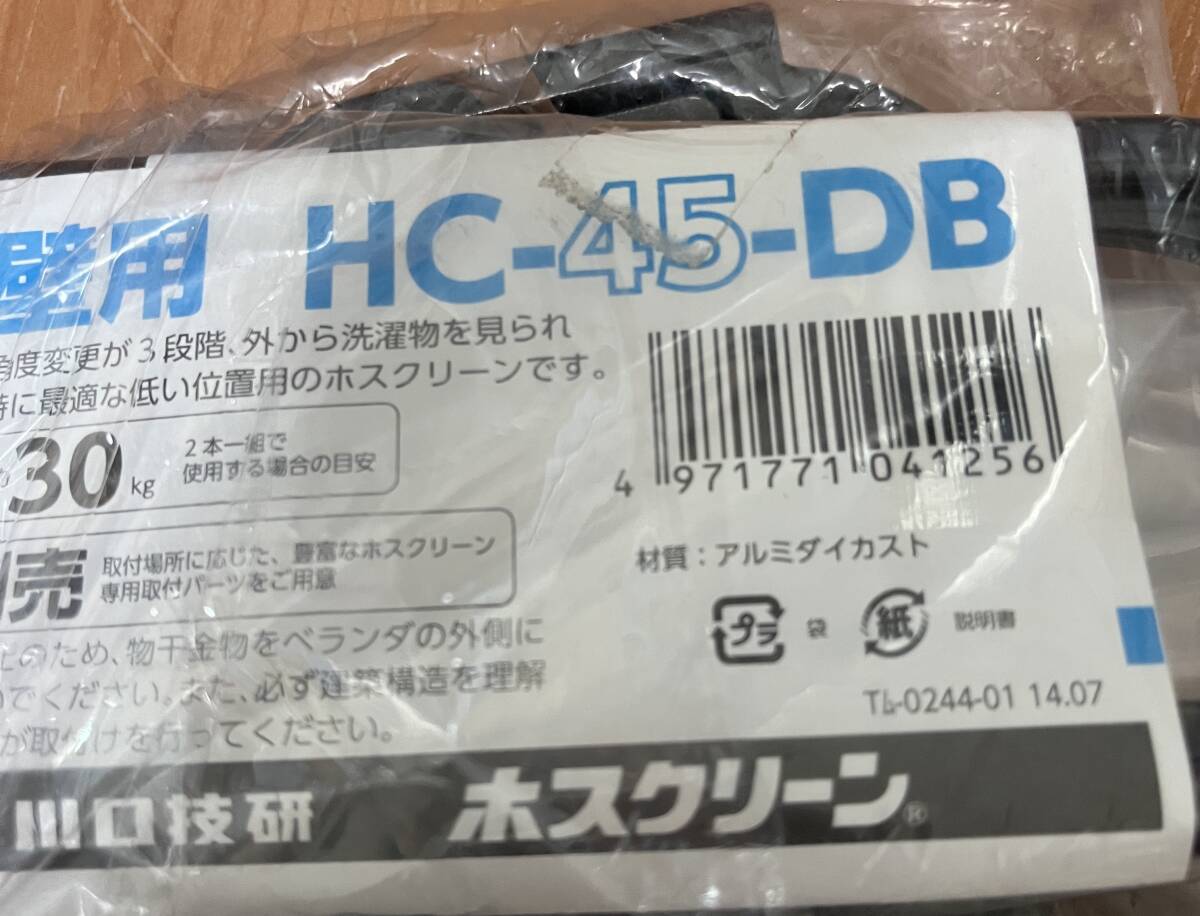 壁用 HC-45-DB
角度変更が3段階、外から洗濯物を見られ
に最適な低い位置用のホスクリーンです。
30kg
2本一組で
使用する場合の目安
4 971771 041256
売
取付場所に応じた、豊富なホスクリーン
専用取付パーツをご用意
材質：アルミダイカスト
プラ 袋
紙 説明書
のため、物干金物をベランダの外側に
でください。また、必ず建築構造を理解
が取付けを行ってください。
TL-0244-01 14.07
川口技研 ホスクリーン®